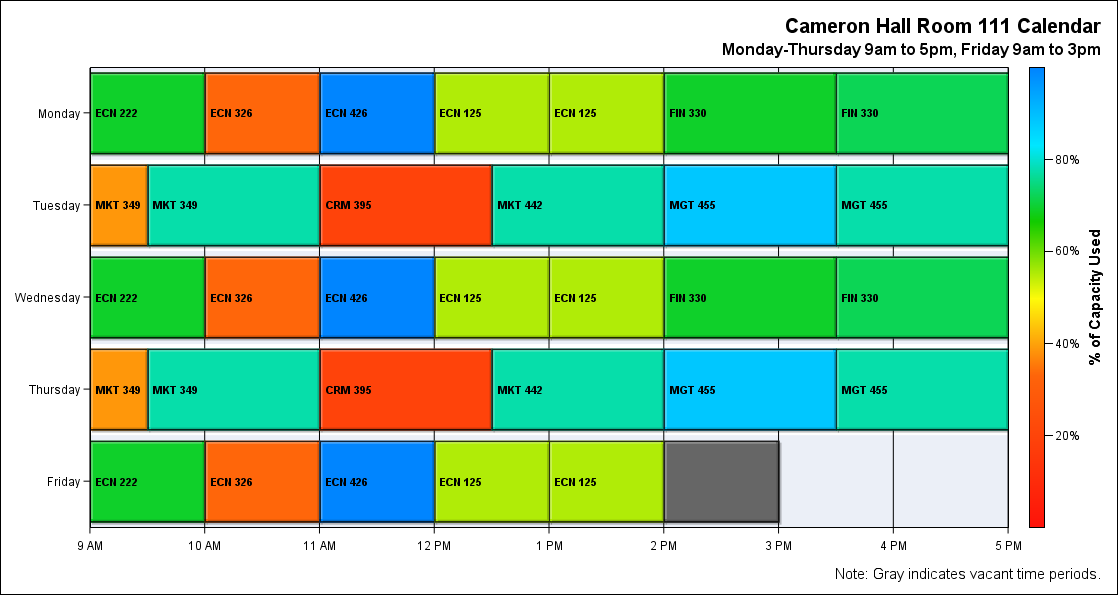 Cameron Hall Room 111 Calendar
Monday-Thursday 9am to 5pm, Friday 9am to 3pm
Monday
ECN 222 ECN 326 ECN 426 ECN 125 ECN 125 FIN 330 FIN 330
Tuesday
MKT 349 MKT 349 CRM 395 MKT 442 MGT 455 MGT 455
Wednesday
ECN 222 ECN 326 ECN 426 ECN 125 ECN 125 FIN 330 FIN 330
Thursday
MKT 349 MKT 349 CRM 395 MKT 442 MGT 455 MGT 455
Friday
ECN 222 ECN 326 ECN 426 ECN 125 ECN 125
9 AM 10 AM 11 AM 12 PM 1 PM 2 PM 3 PM 4 PM 5 PM
80%
60%
40%
20%
% of Capacity Used
Note: Gray indicates vacant time periods.